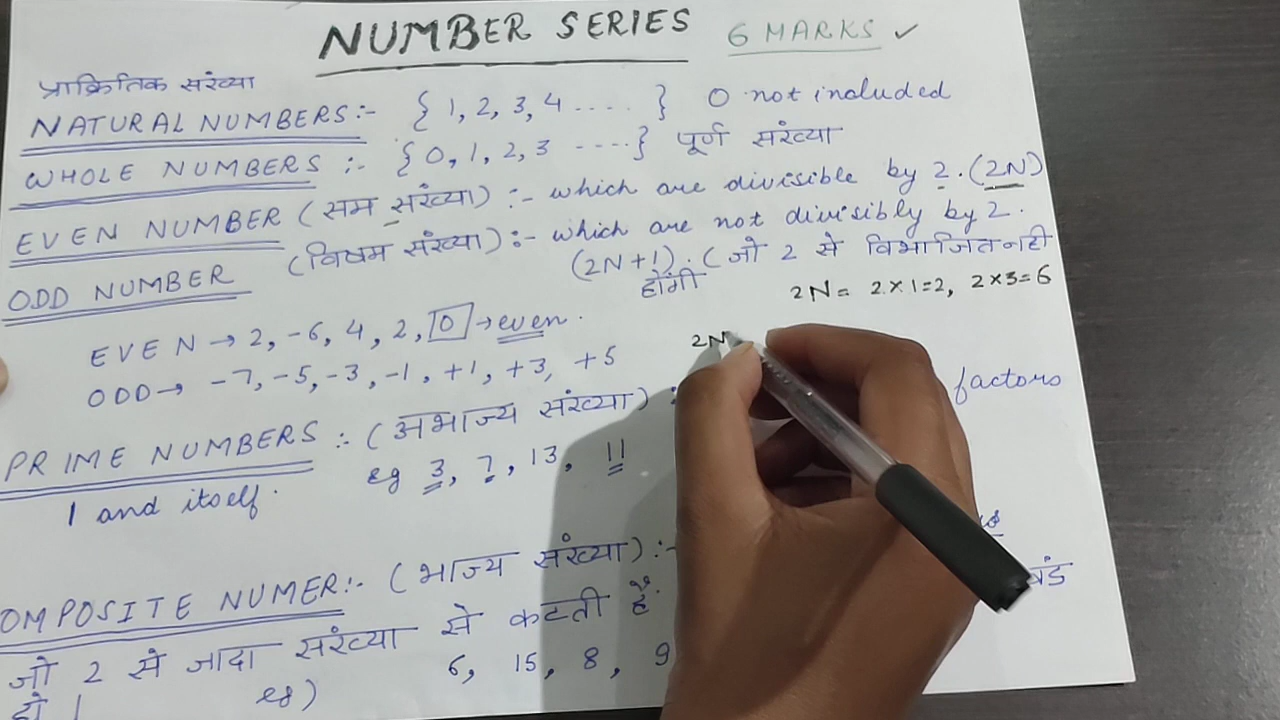 NUMBER SERIES 6 MARKS ✓
प्राक्रितिक संख्या
NATURAL NUMBERS:- { 1, 2, 3, 4 .... } 0 not included
WHOLE NUMBERS :- { 0, 1, 2, 3 ....} पूर्ण संख्या
EVEN NUMBER (सम संख्या) :- which are divisible by 2. (2N)
ODD NUMBER (विषम संख्या) :- which are not divisibly by 2.
(2N+1). (जो 2 से विभाजित नही
होंगी
2N = 2×1=2, 2×3=6
EVEN → 2, -6, 4, 2, 0 → even.
2N
ODD → -7, -5, -3, -1, +1, +3, +5
PRIME NUMBERS :- (अभाज्य संख्या) : factors
1 and itself.
eg 3, 7, 13, 11
OMPOSITE NUMER:- (भाज्य संख्या) :-
जो 2 से जादा संख्या से कटती है
हो।
eg) 6, 15, 8, 9